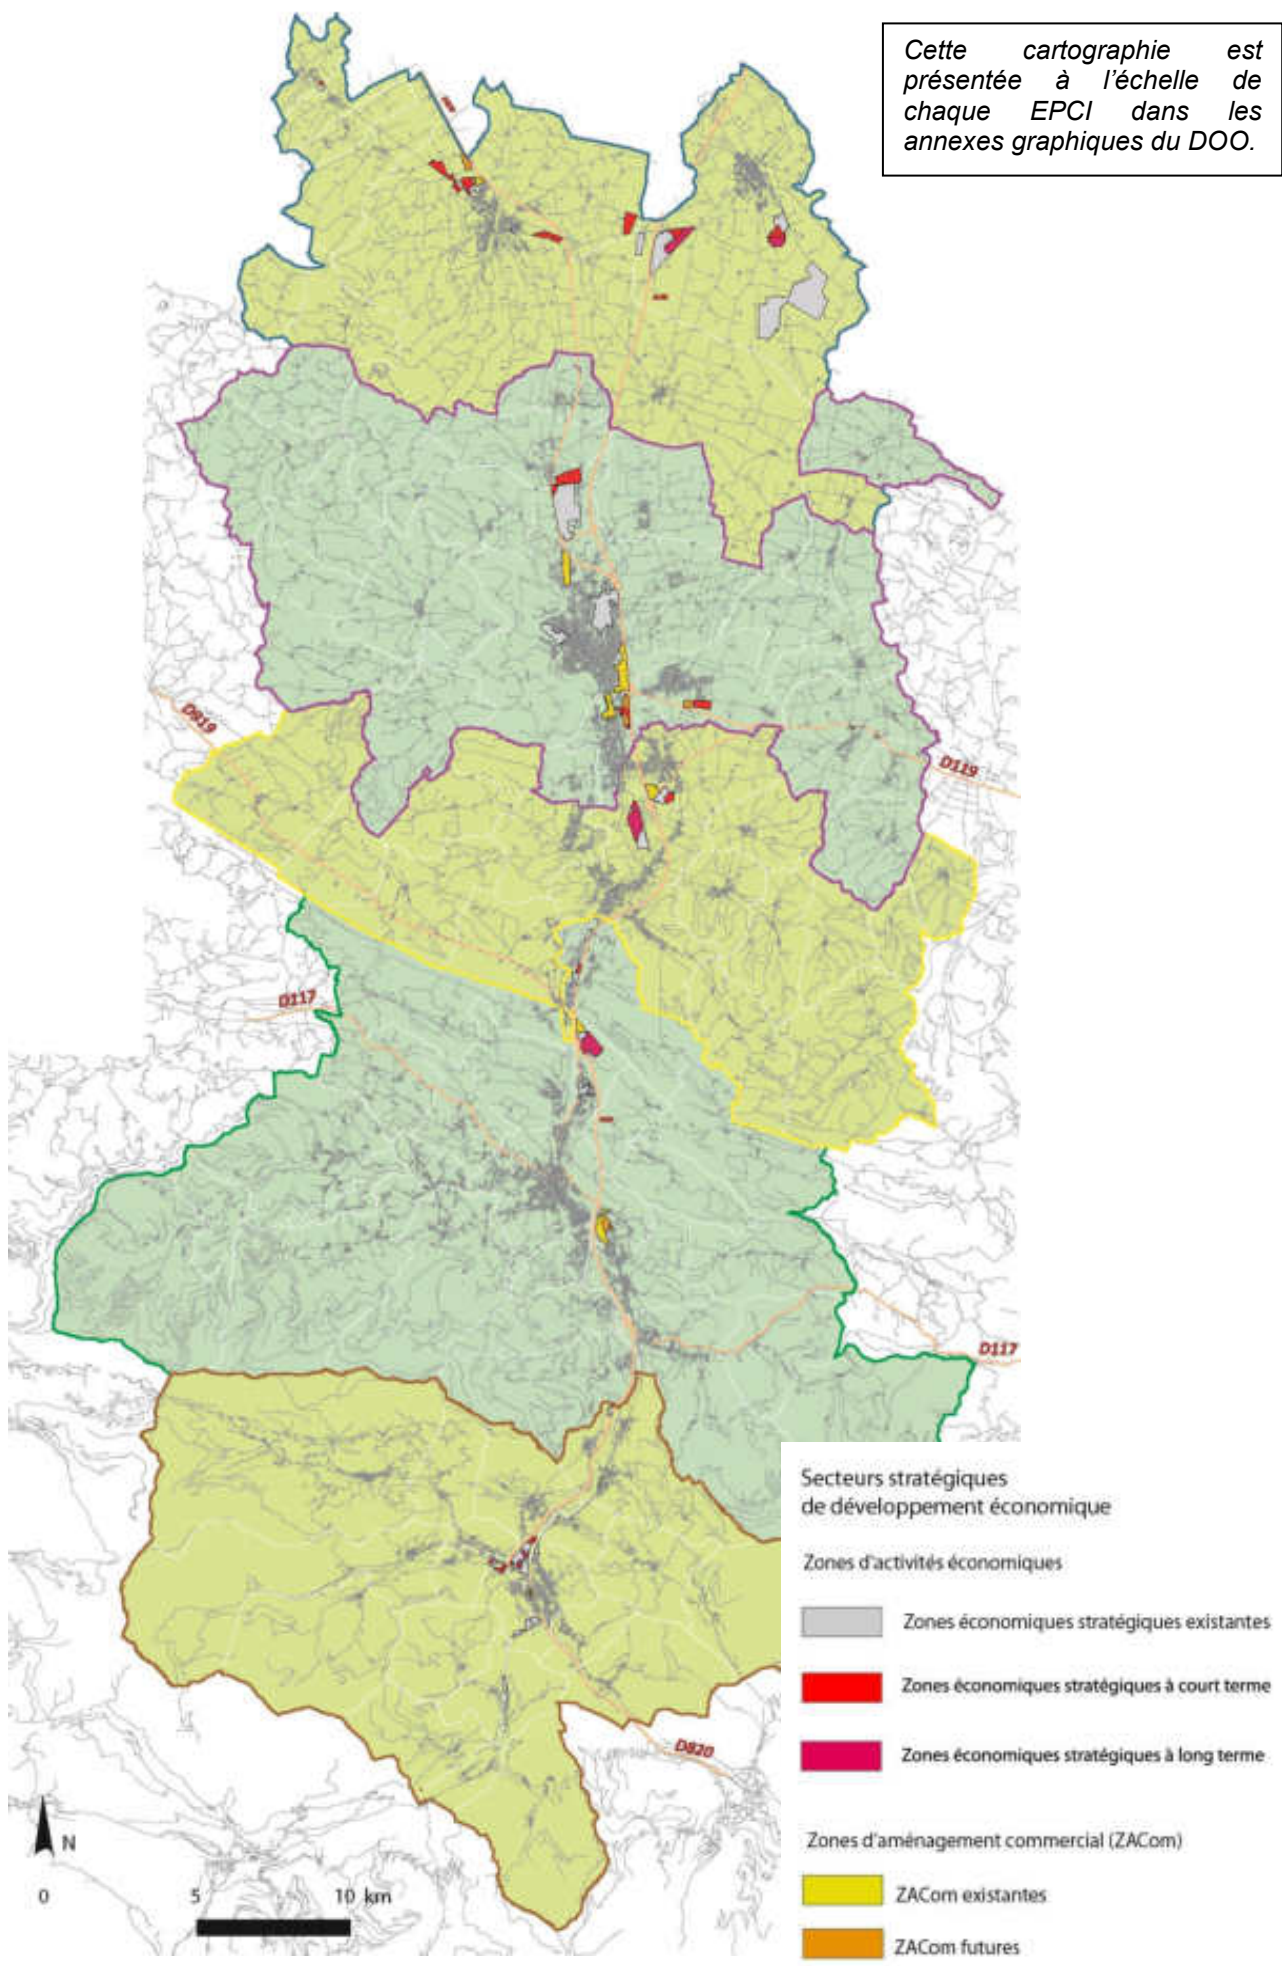 Cette cartographie est
présentée à l'échelle de
chaque EPCI dans les
annexes graphiques du DOO.
D919
D119
D117
D117
D820
Secteurs stratégiques
de développement économique
Zones d'activités économiques
Zones économiques stratégiques existantes
Zones économiques stratégiques à court terme
Zones économiques stratégiques à long terme
Zones d'aménagement commercial (ZACom)
ZACom existantes
ZACom futures
N
0 5 10 km